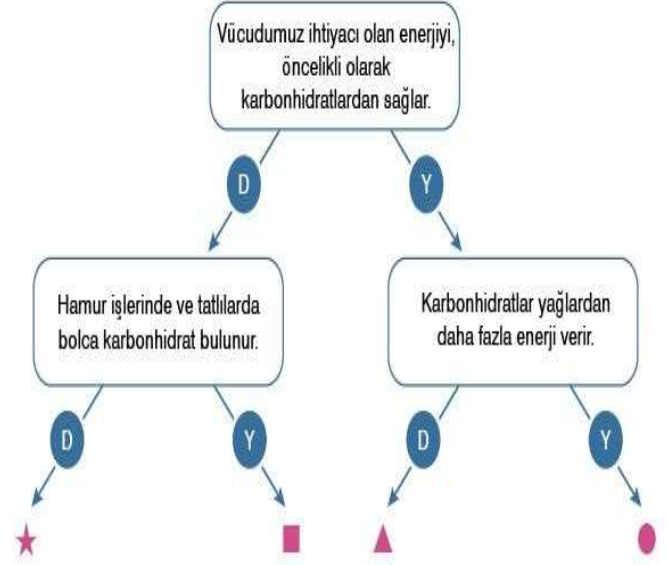 Vücudumuz ihtiyacı olan enerjiyi,
öncelikli olarak
karbonhidratlardan sağlar.
D
Y
Hamur işlerinde ve tatlılarda
bolca karbonhidrat bulunur.
Karbonhidratlar yağlardan
daha fazla enerji verir.
D
Y
D
Y